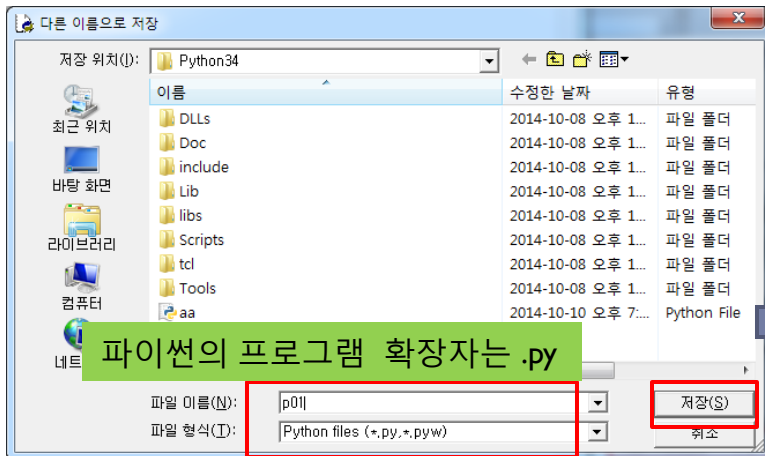 다른 이름으로 저장
저장 위치(I): Python34
이름 수정한 날짜 유형
DLLs 2014-10-08 오후 1... 파일 폴더
Doc 2014-10-08 오후 1... 파일 폴더
include 2014-10-08 오후 1... 파일 폴더
Lib 2014-10-08 오후 1... 파일 폴더
libs 2014-10-08 오후 1... 파일 폴더
Scripts 2014-10-08 오후 1... 파일 폴더
tcl 2014-10-08 오후 1... 파일 폴더
Tools 2014-10-08 오후 1... 파일 폴더
aa 2014-10-10 오후 7:... Python File
최근 위치
바탕 화면
라이브러리
컴퓨터
네트
파이썬의 프로그램 확장자는 .py
파일 이름(N): p01 저장(S)
파일 형식(T): Python files (*.py,*.pyw) 취소